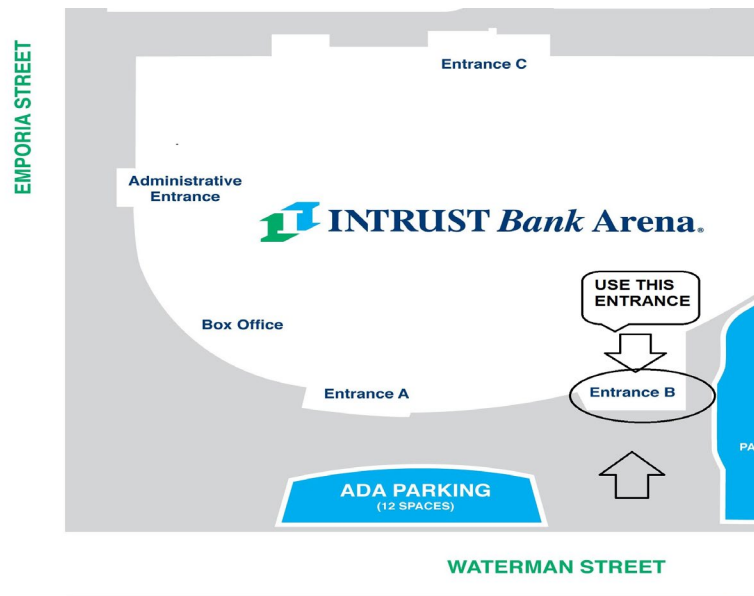 Entrance C
EMPORIA STREET
Administrative
Entrance
INTRUST Bank Arena®
USE THIS
ENTRANCE
Box Office
Entrance A
Entrance B
PA
ADA PARKING
(12 SPACES)
WATERMAN STREET